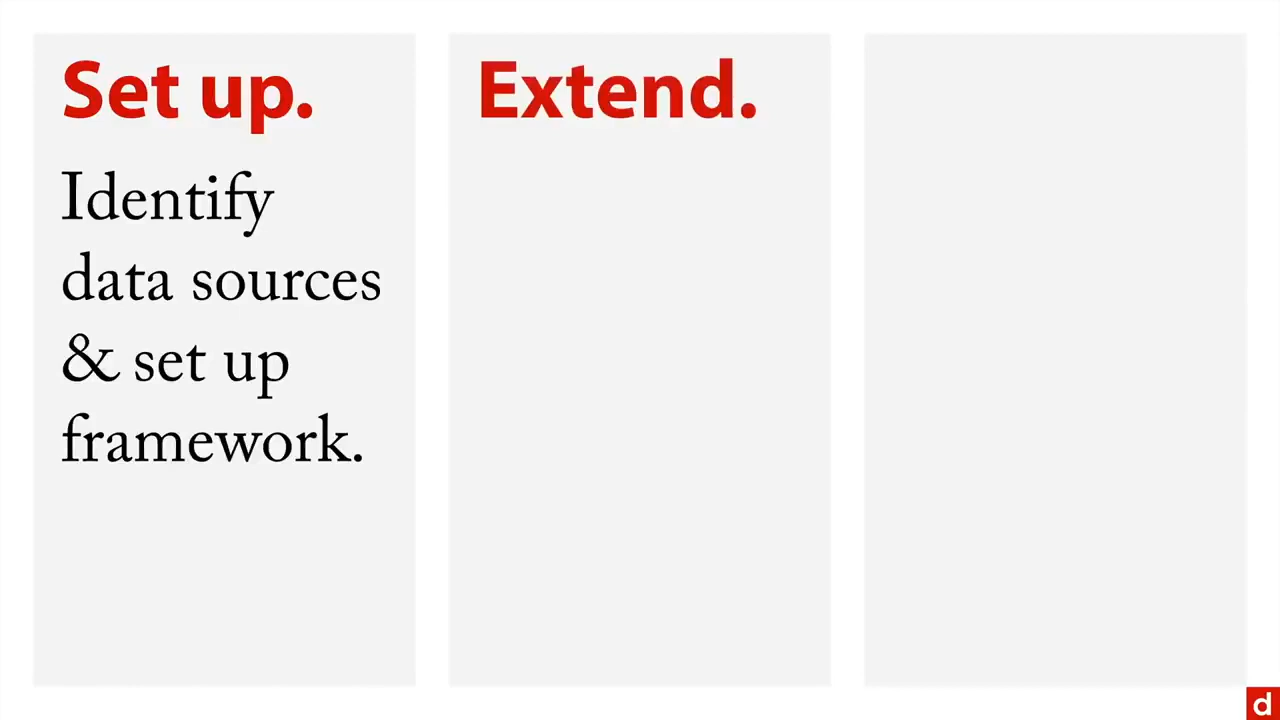 Set up.
Identify
data sources
& set up
framework.
Extend.
d